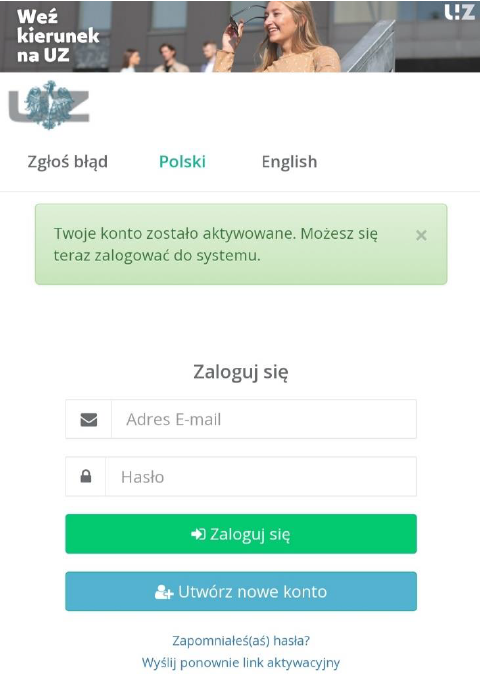 Weź
kierunek
na UZ
UZ
UZ
Zgłoś błąd
Polski
English
Twoje konto zostało aktywowane. Możesz się
teraz zalogować do systemu.
×
Zaloguj się
Adres E-mail
Hasło
Zaloguj się
Utwórz nowe konto
Zapomniałeś(aś) hasła?
Wyślij ponownie link aktywacyjny